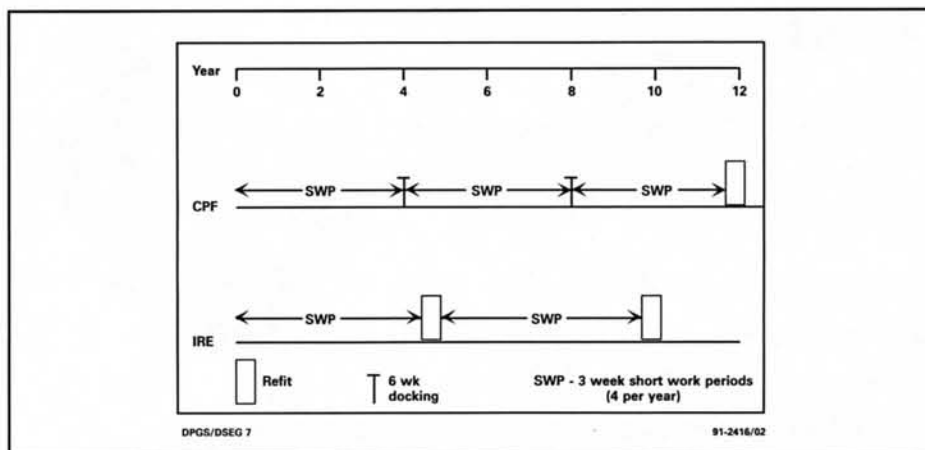 Year
0 2 4 6 8 10 12
SWP SWP SWP
CPF
SWP SWP
IRE
Refit
6 wk
docking
SWP - 3 week short work periods
(4 per year)
DPGS/DSEG 7
91-2416/02